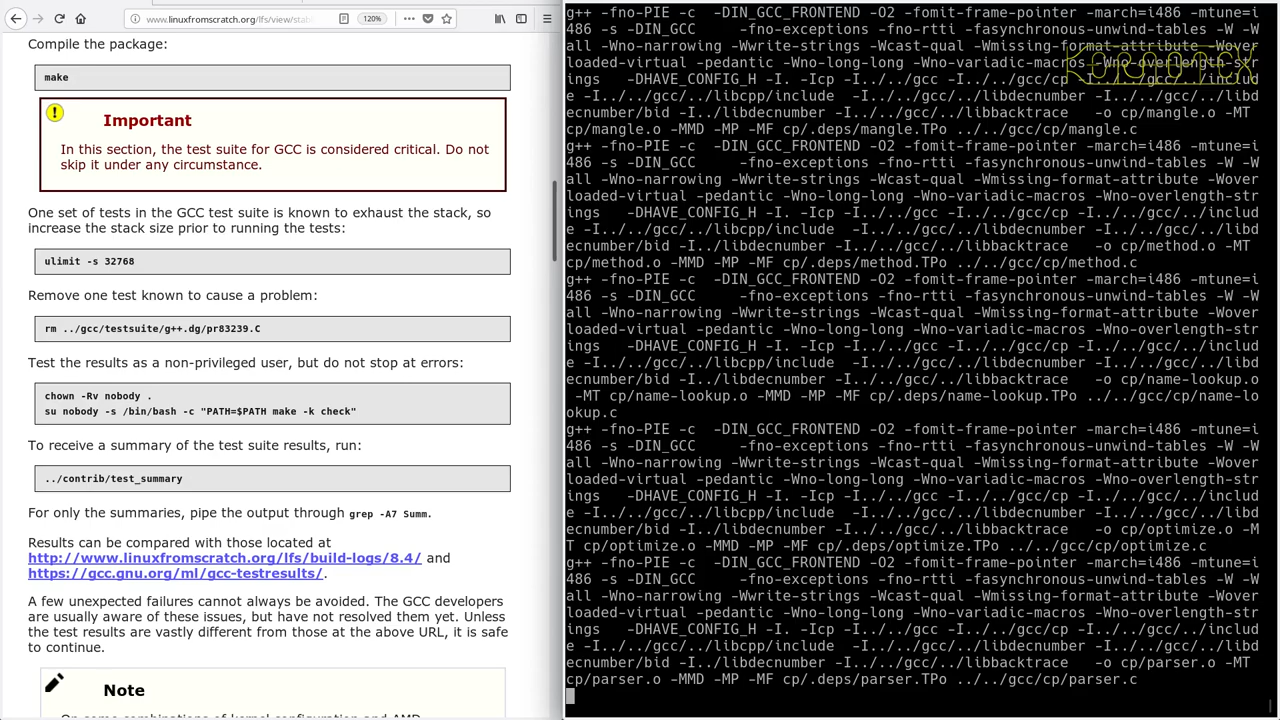 www.linuxfromscratch.org/lfs/view/stab
120%
Compile the package:
make
Important
In this section, the test suite for GCC is considered critical. Do not
skip it under any circumstance.
One set of tests in the GCC test suite is known to exhaust the stack, so
increase the stack size prior to running the tests:
ulimit -s 32768
Remove one test known to cause a problem:
rm ../gcc/testsuite/g++.dg/pr83239.C
Test the results as a non-privileged user, but do not stop at errors:
chown -Rv nobody .
su nobody -s /bin/bash -c "PATH=$PATH make -k check"
To receive a summary of the test suite results, run:
../contrib/test_summary
For only the summaries, pipe the output through grep -A7 Summ.
Results can be compared with those located at
http://www.linuxfromscratch.org/lfs/build-logs/8.4/ and
https://gcc.gnu.org/ml/gcc-testresults/.
A few unexpected failures cannot always be avoided. The GCC developers
are usually aware of these issues, but have not resolved them yet. Unless
the test results are vastly different from those at the above URL, it is safe
to continue.
Note
On some combinations of kernel configuration and AMD
g++ -fno-PIE -c  -DIN_GCC_FRONTEND -O2 -fomit-frame-pointer -march=i486 -mtune=i
486 -s -DIN_GCC     -fno-exceptions -fno-rtti -fasynchronous-unwind-tables -W -W
all -Wno-narrowing -Wwrite-strings -Wcast-qual -Wmissing-format-attribute -Wover
loaded-virtual -pedantic -Wno-long-long -Wno-variadic-macros -Wno-overlength-str
ings   -DHAVE_CONFIG_H -I. -Icp -I../../gcc -I../../gcc/cp -I../../gcc/../includ
e -I../../gcc/../libcpp/include  -I../../gcc/../libdecnumber -I../../gcc/../libd
ecnumber/bid -I../libdecnumber -I../../gcc/../libbacktrace   -o cp/mangle.o -MT
cp/mangle.o -MMD -MP -MF cp/.deps/mangle.TPo ../../gcc/cp/mangle.c
g++ -fno-PIE -c  -DIN_GCC_FRONTEND -O2 -fomit-frame-pointer -march=i486 -mtune=i
486 -s -DIN_GCC     -fno-exceptions -fno-rtti -fasynchronous-unwind-tables -W -W
all -Wno-narrowing -Wwrite-strings -Wcast-qual -Wmissing-format-attribute -Wover
loaded-virtual -pedantic -Wno-long-long -Wno-variadic-macros -Wno-overlength-str
ings   -DHAVE_CONFIG_H -I. -Icp -I../../gcc -I../../gcc/cp -I../../gcc/../includ
e -I../../gcc/../libcpp/include  -I../../gcc/../libdecnumber -I../../gcc/../libd
ecnumber/bid -I../libdecnumber -I../../gcc/../libbacktrace   -o cp/method.o -MT
cp/method.o -MMD -MP -MF cp/.deps/method.TPo ../../gcc/cp/method.c
g++ -fno-PIE -c  -DIN_GCC_FRONTEND -O2 -fomit-frame-pointer -march=i486 -mtune=i
486 -s -DIN_GCC     -fno-exceptions -fno-rtti -fasynchronous-unwind-tables -W -W
all -Wno-narrowing -Wwrite-strings -Wcast-qual -Wmissing-format-attribute -Wover
loaded-virtual -pedantic -Wno-long-long -Wno-variadic-macros -Wno-overlength-str
ings   -DHAVE_CONFIG_H -I. -Icp -I../../gcc -I../../gcc/cp -I../../gcc/../includ
e -I../../gcc/../libcpp/include  -I../../gcc/../libdecnumber -I../../gcc/../libd
ecnumber/bid -I../libdecnumber -I../../gcc/../libbacktrace   -o cp/name-lookup.o
 -MT cp/name-lookup.o -MMD -MP -MF cp/.deps/name-lookup.TPo ../../gcc/cp/name-lo
okup.c
g++ -fno-PIE -c  -DIN_GCC_FRONTEND -O2 -fomit-frame-pointer -march=i486 -mtune=i
486 -s -DIN_GCC     -fno-exceptions -fno-rtti -fasynchronous-unwind-tables -W -W
all -Wno-narrowing -Wwrite-strings -Wcast-qual -Wmissing-format-attribute -Wover
loaded-virtual -pedantic -Wno-long-long -Wno-variadic-macros -Wno-overlength-str
ings   -DHAVE_CONFIG_H -I. -Icp -I../../gcc -I../../gcc/cp -I../../gcc/../includ
e -I../../gcc/../libcpp/include  -I../../gcc/../libdecnumber -I../../gcc/../libd
ecnumber/bid -I../libdecnumber -I../../gcc/../libbacktrace   -o cp/optimize.o -M
T cp/optimize.o -MMD -MP -MF cp/.deps/optimize.TPo ../../gcc/cp/optimize.c
g++ -fno-PIE -c  -DIN_GCC_FRONTEND -O2 -fomit-frame-pointer -march=i486 -mtune=i
486 -s -DIN_GCC     -fno-exceptions -fno-rtti -fasynchronous-unwind-tables -W -W
all -Wno-narrowing -Wwrite-strings -Wcast-qual -Wmissing-format-attribute -Wover
loaded-virtual -pedantic -Wno-long-long -Wno-variadic-macros -Wno-overlength-str
ings   -DHAVE_CONFIG_H -I. -Icp -I../../gcc -I../../gcc/cp -I../../gcc/../includ
e -I../../gcc/../libcpp/include  -I../../gcc/../libdecnumber -I../../gcc/../libd
ecnumber/bid -I../libdecnumber -I../../gcc/../libbacktrace   -o cp/parser.o -MT
cp/parser.o -MMD -MP -MF cp/.deps/parser.TPo ../../gcc/cp/parser.c